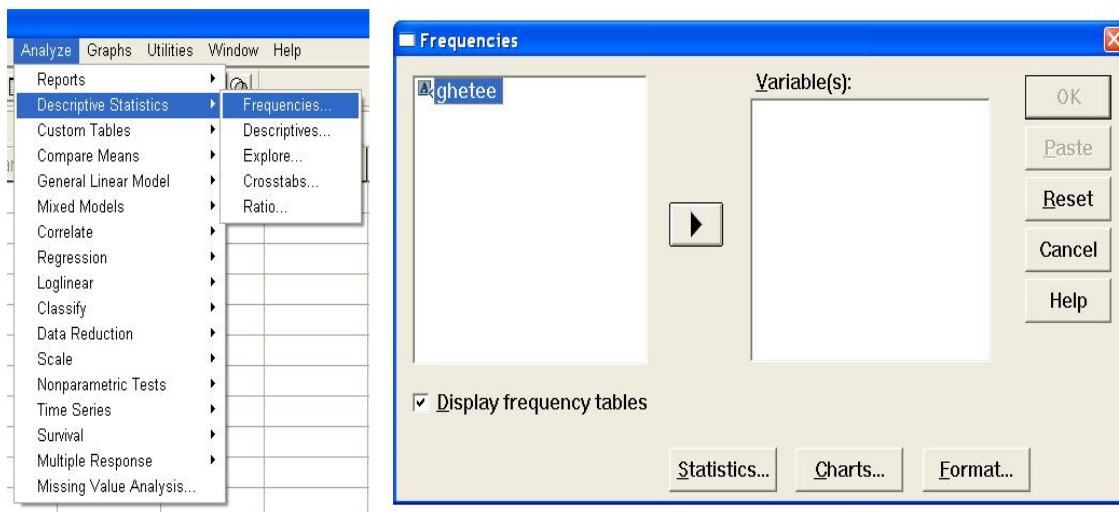 Analyze Graphs Utilities Window Help
Reports
Descriptive Statistics
Custom Tables
Compare Means
General Linear Model
Mixed Models
Correlate
Regression
Loglinear
Classify
Data Reduction
Scale
Nonparametric Tests
Time Series
Survival
Multiple Response
Missing Value Analysis...
Frequencies...
Descriptives...
Explore...
Crosstabs...
Ratio...
Frequencies
ghetee
Variable(s):
OK
Paste
Reset
Cancel
Help
Display frequency tables
Statistics... Charts... Format...